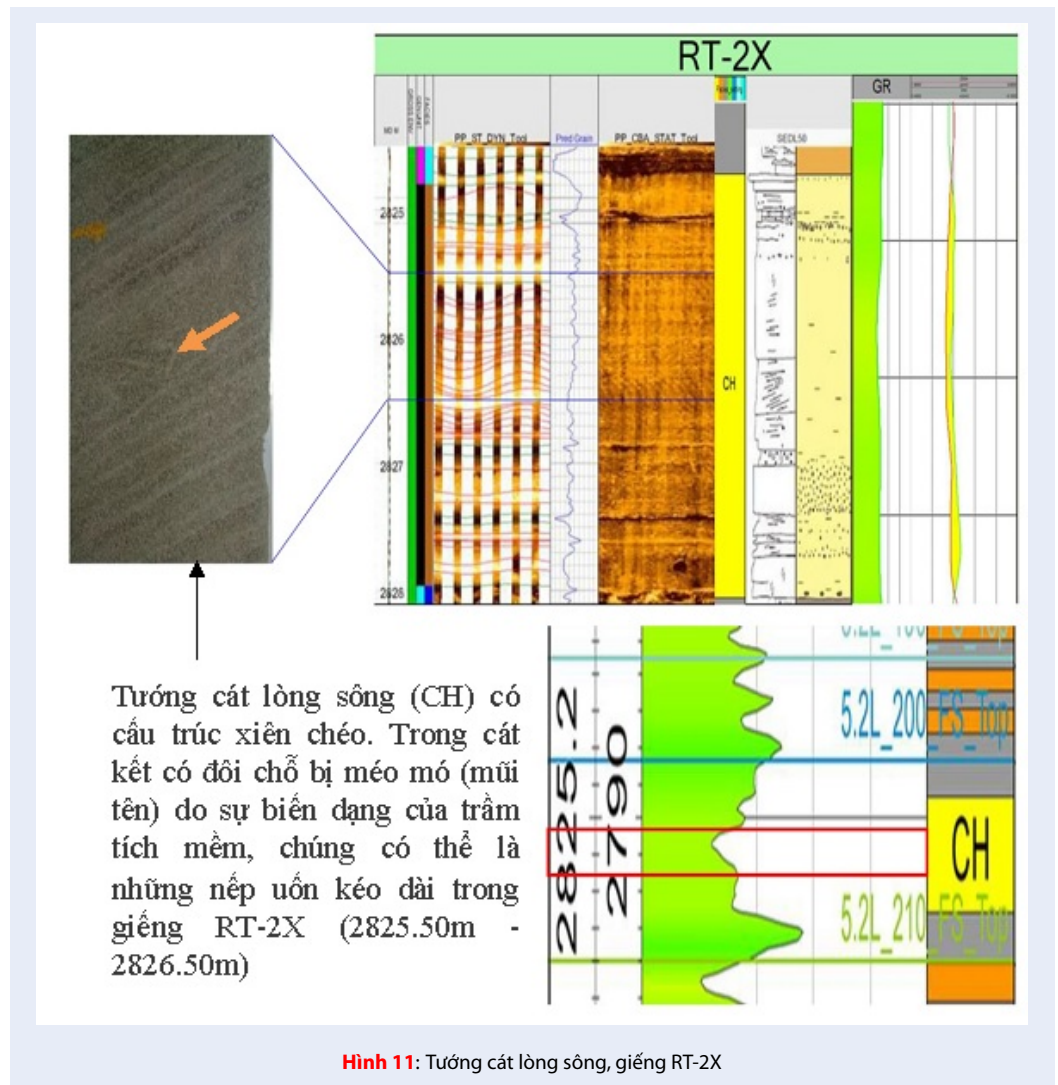 RT-2X
GR
MD M
FACIES
PP_ST_DYN_Tool
Pred Grain
PP_CBA_STAT_Tool
SEDL50
2825
2826
CH
2827
2828
Tướng cát lòng sông (CH) có
cấu trúc xiên chéo. Trong cát
kết có đôi chỗ bị méo mó (mũi
tên) do sự biến dạng của trầm
tích mềm, chúng có thể là
những nếp uốn kéo dài trong
giếng RT-2X (2825.50m -
2826.50m)
5.2L_200_FS_Top
2825.2
2790
CH
5.2L_210_FS_Top
Hình 11: Tướng cát lòng sông, giếng RT-2X